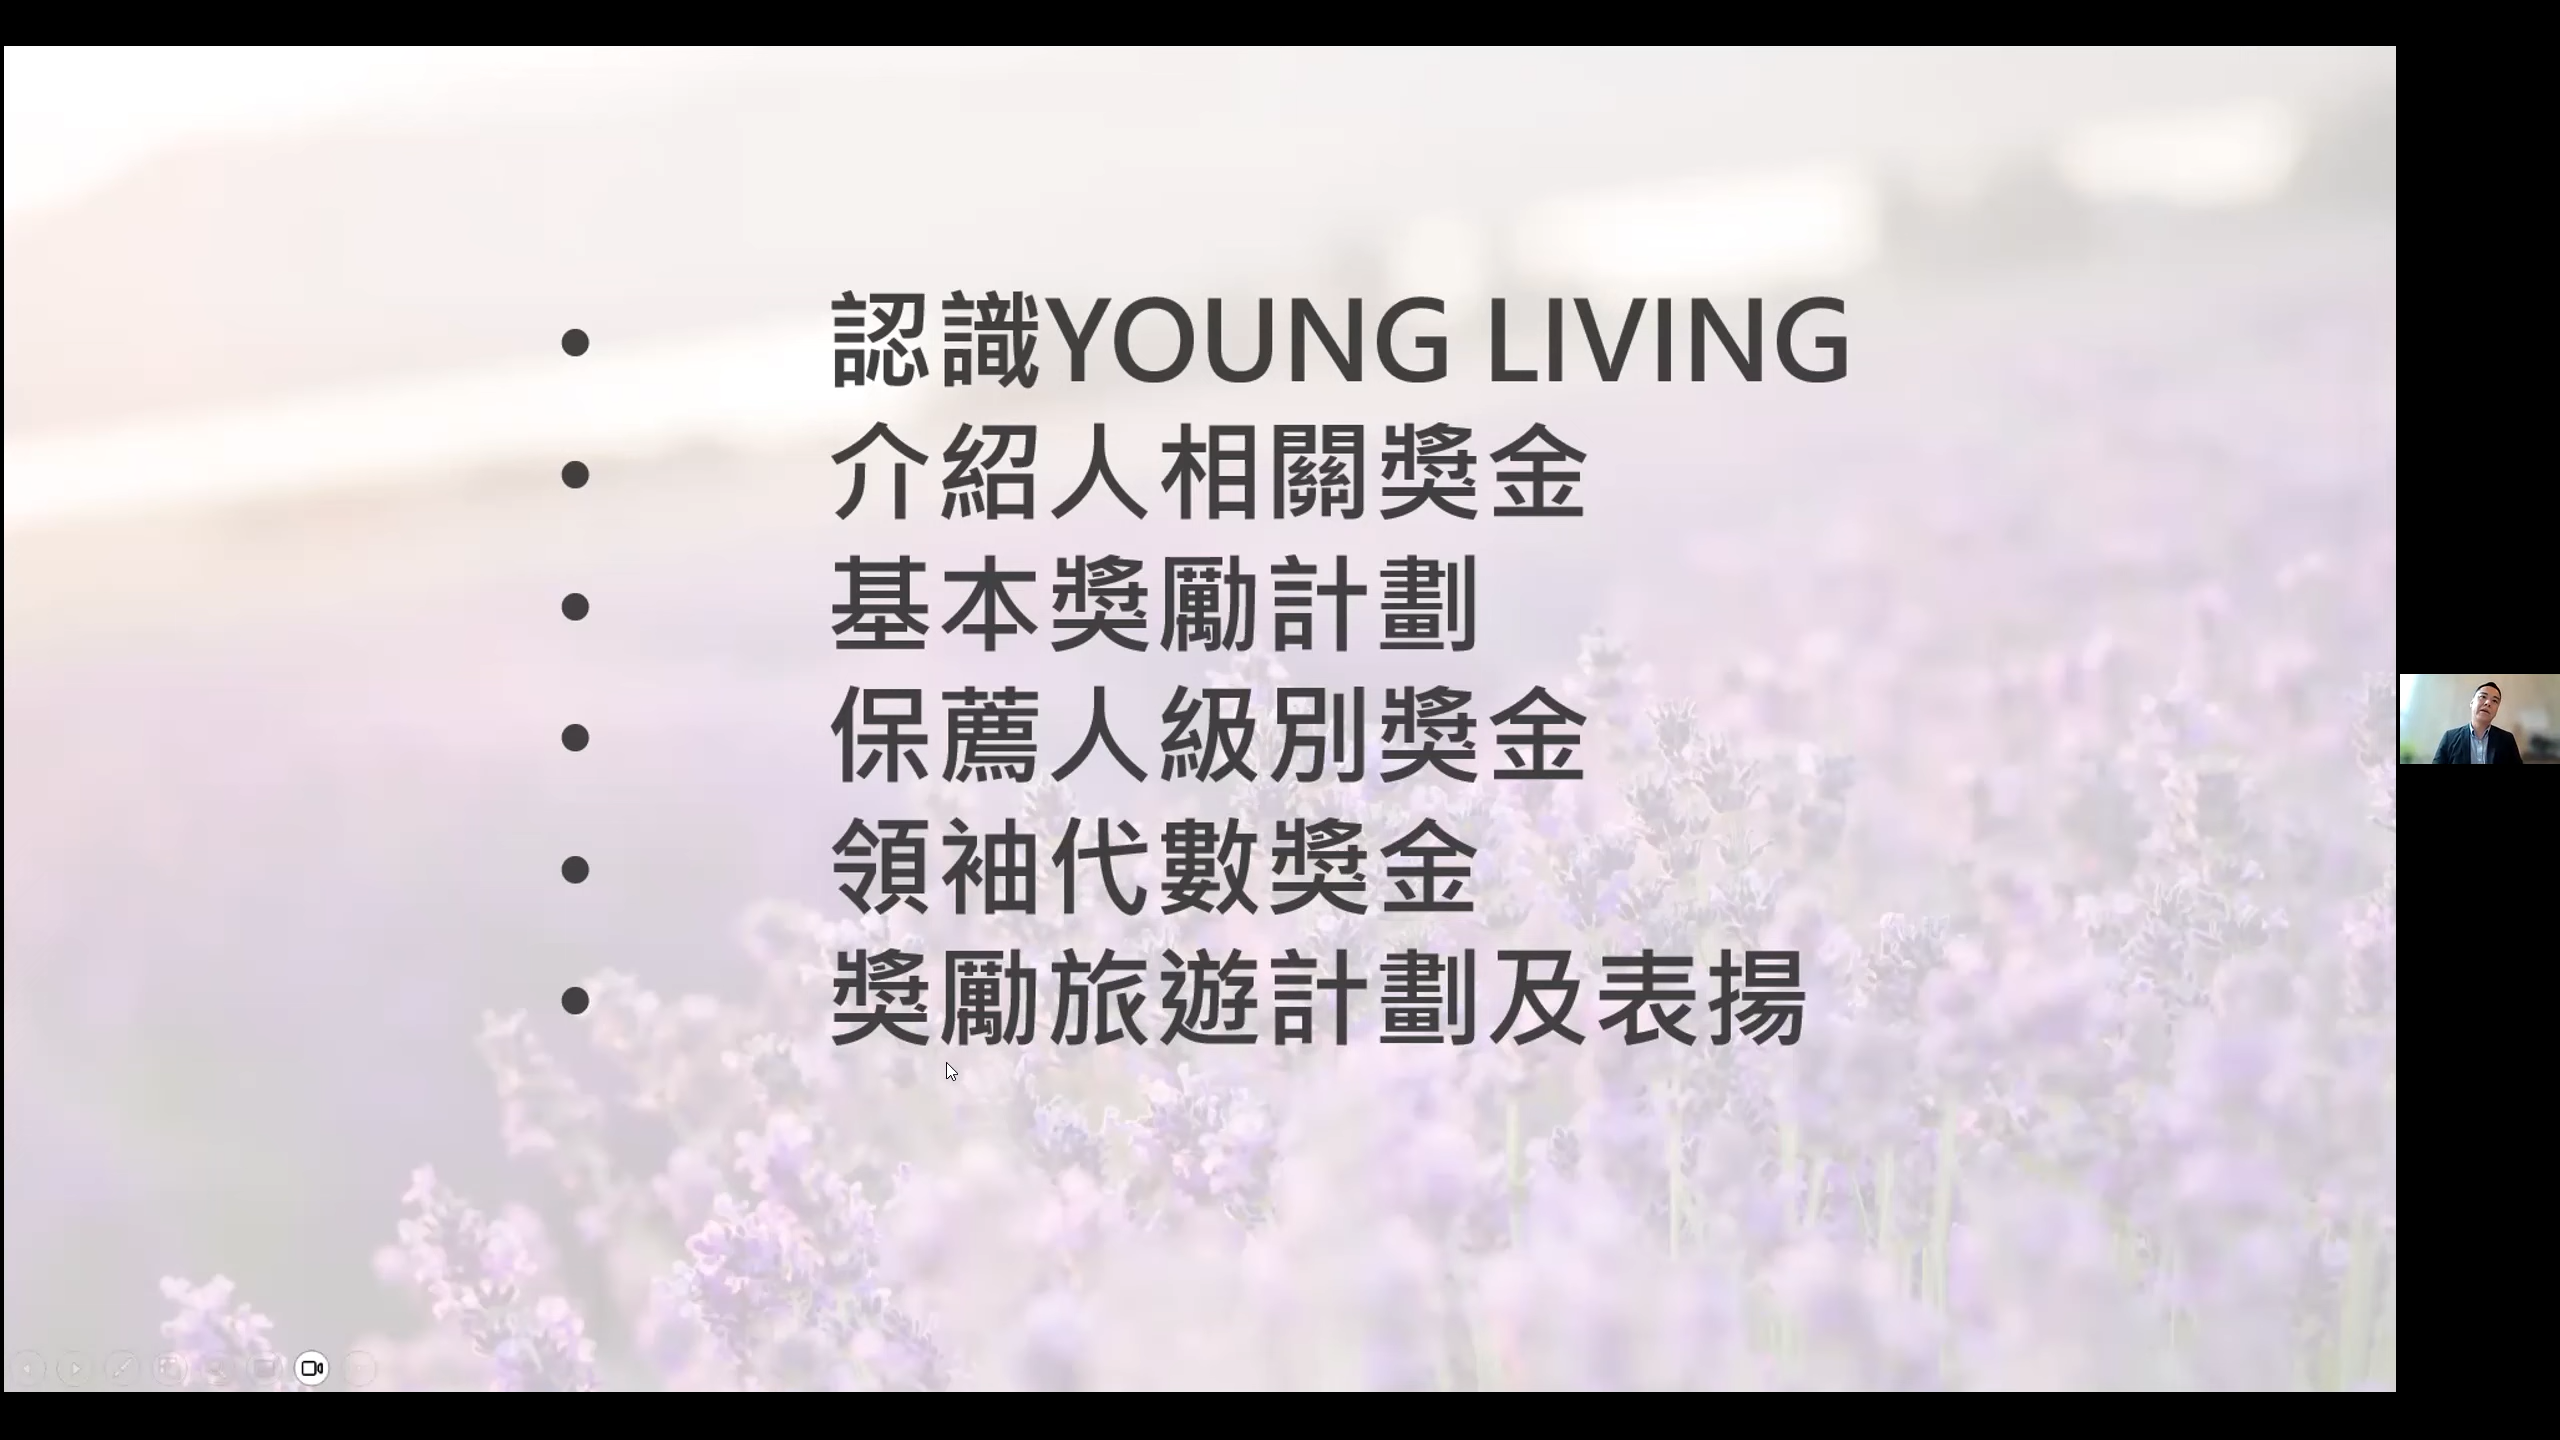 • 認識YOUNG LIVING
• 介紹人相關獎金
• 基本獎勵計劃
• 保薦人級別獎金
• 領袖代數獎金
• 獎勵旅遊計劃及表揚